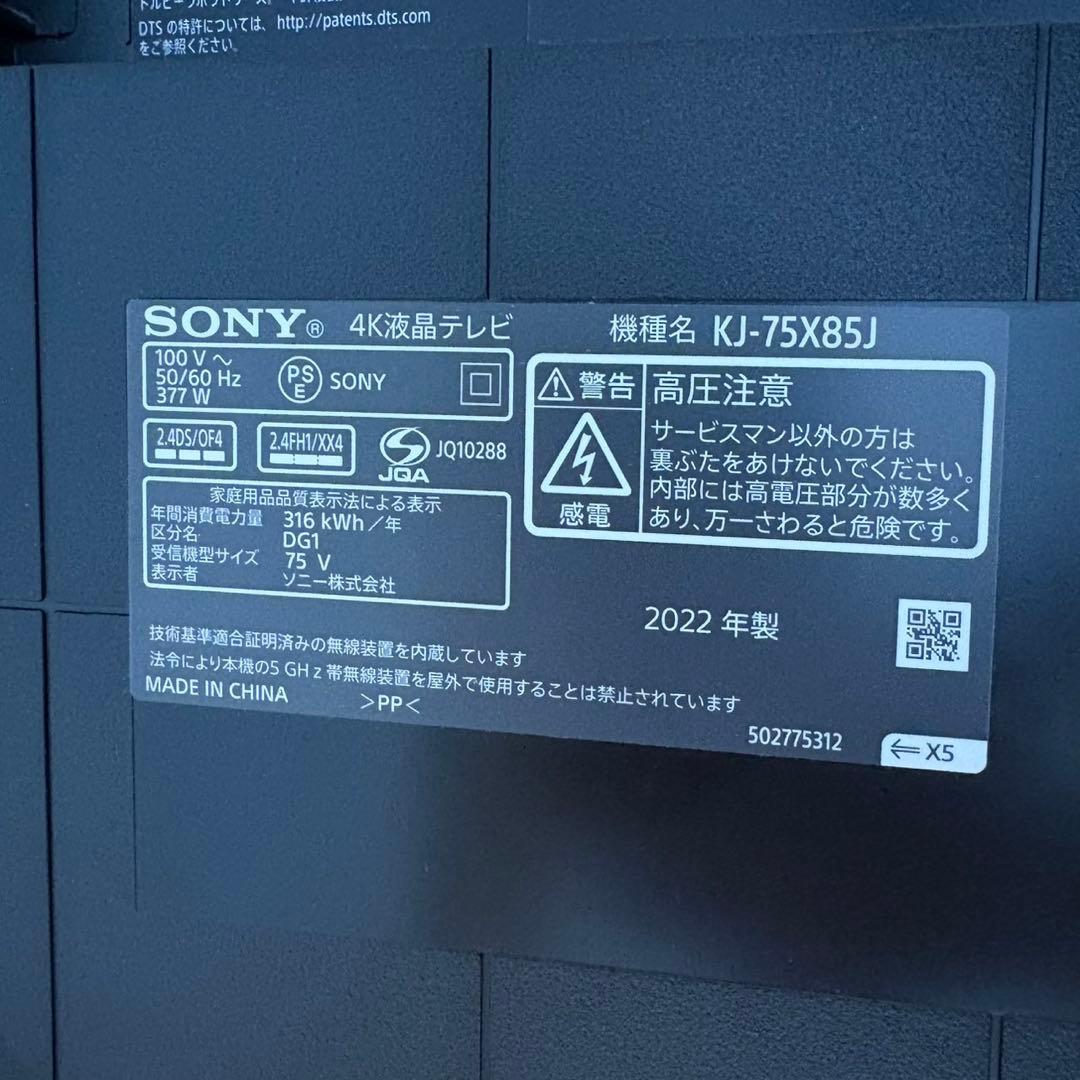 DTS の特許については、http://patents.dts.com
をご参照ください。
SONY® 4K液晶テレビ 機種名 KJ-75X85J
100 V ～
50/60 Hz
377 W
PS
E
SONY
2.4DS/OF4
2.4FH1/XX4
JQA
JQ10288
家庭用品品質表示法による表示
年間消費電力量 316 kWh／年
区分名 DG1
受信機型サイズ 75 V
表示者 ソニー株式会社
警告
感電
高圧注意
サービスマン以外の方は
裏ぶたをあけないでください。
内部には高電圧部分が数多く
あり、万一さわると危険です。
2022 年製
技術基準適合証明済みの無線装置を内蔵しています
法令により本機の5 GHz帯無線装置を屋外で使用することは禁止されています
MADE IN CHINA >PP<
502775312
⇐ X5